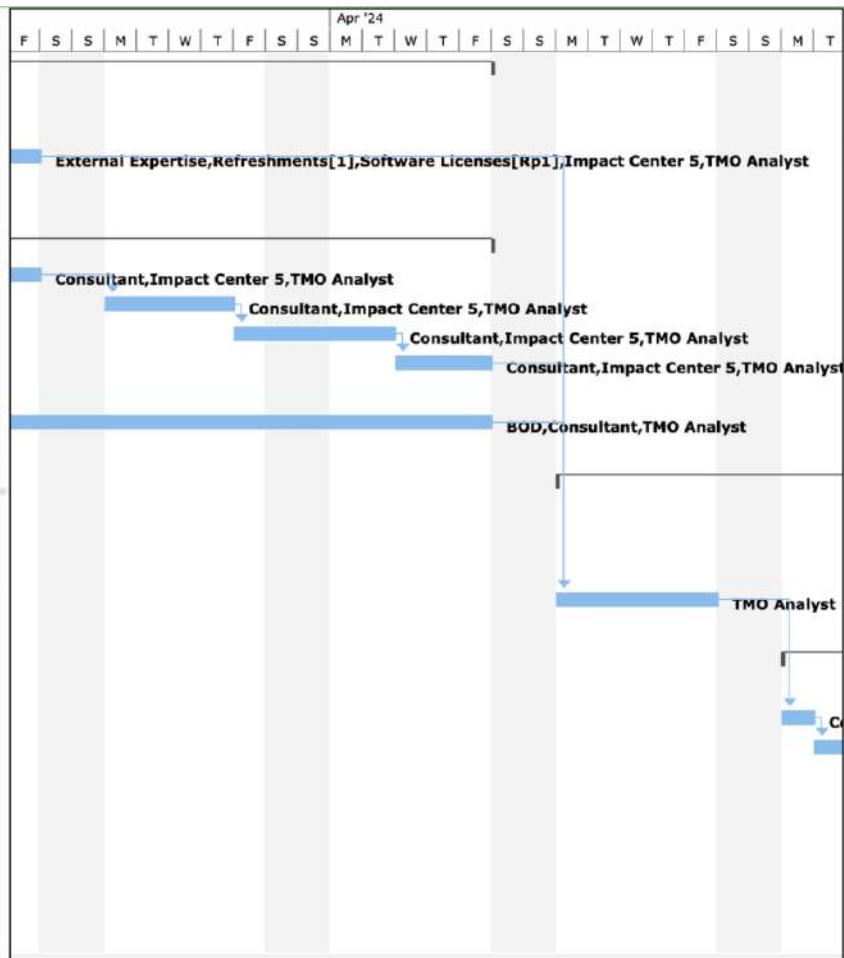 Apr '24
F S S M T W T F S S M T W T F S S M T W T F S S M T
External Expertise,Refreshments[1],Software Licenses[Rp1],Impact Center 5,TMO Analyst
Consultant,Impact Center 5,TMO Analyst
Consultant,Impact Center 5,TMO Analyst
Consultant,Impact Center 5,TMO Analyst
Consultant,Impact Center 5,TMO Analyst
BOD,Consultant,TMO Analyst
TMO Analyst